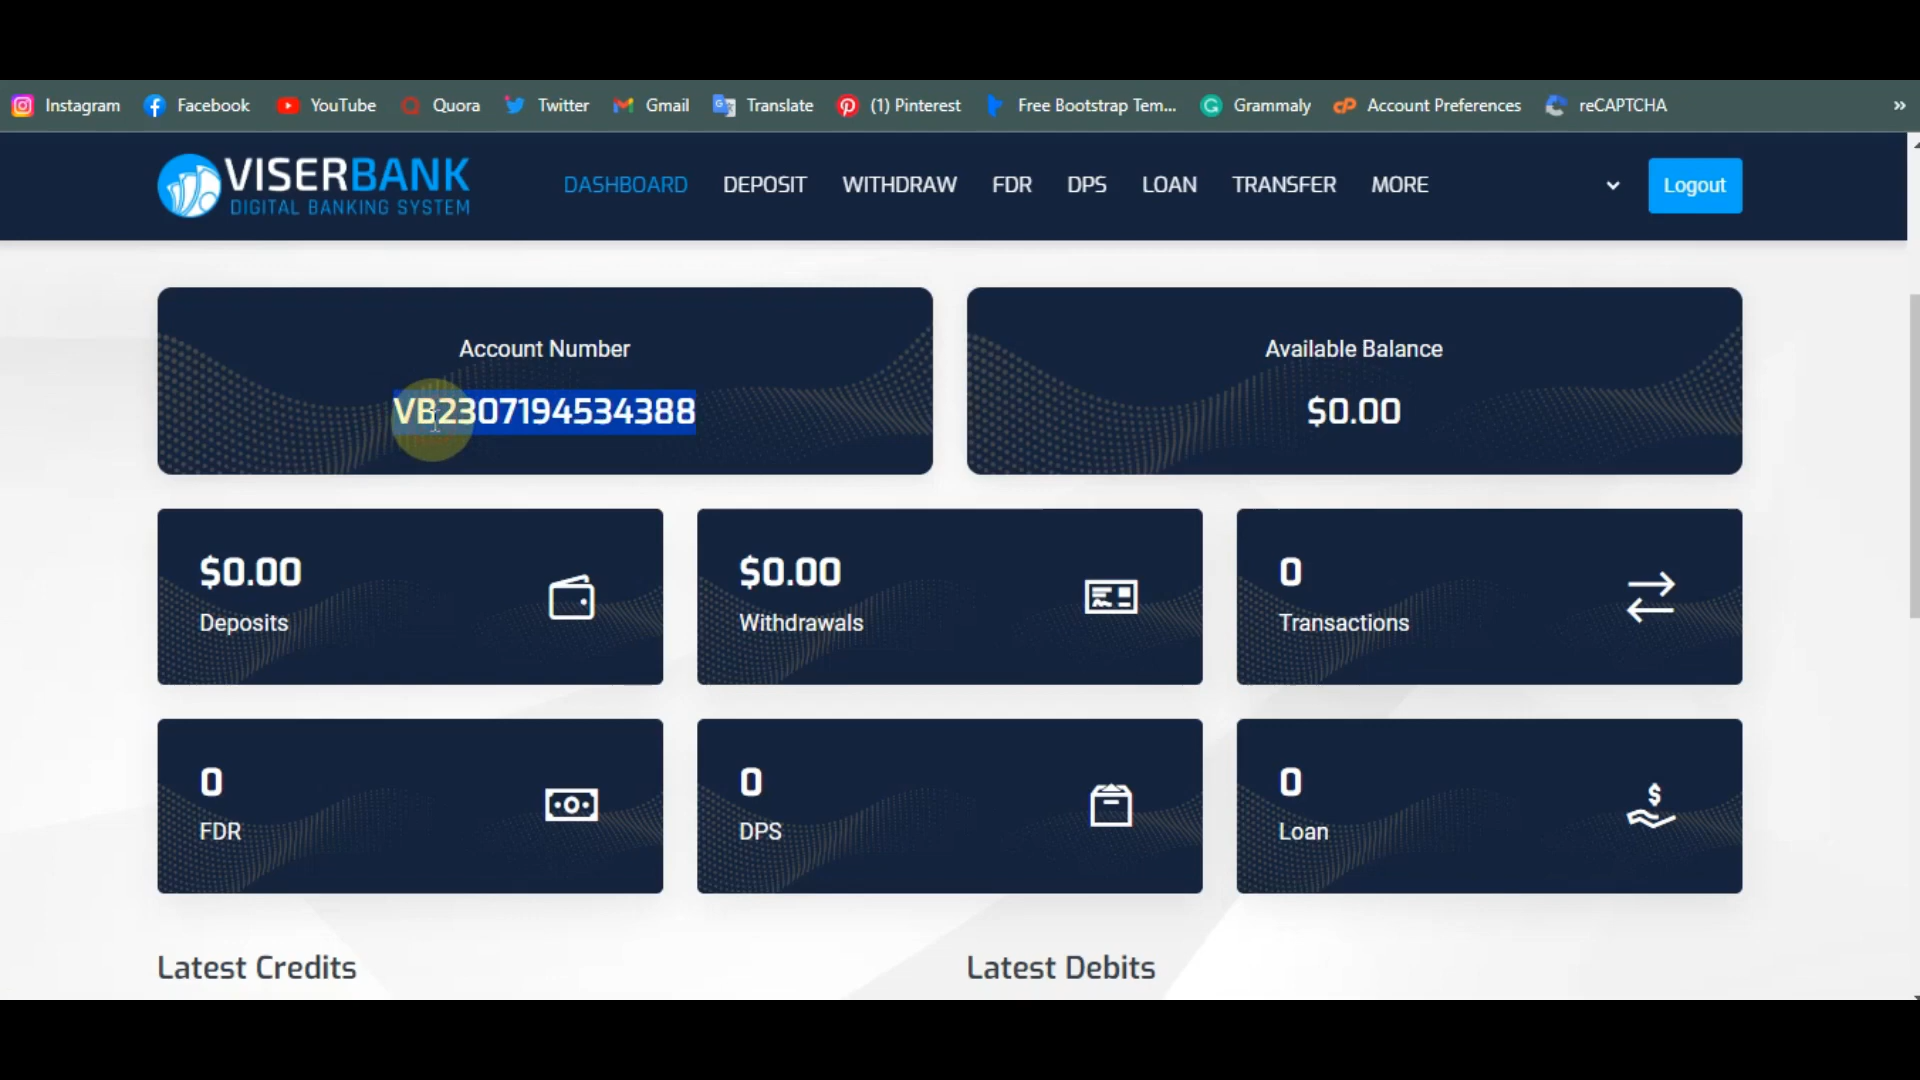 Instagram Facebook YouTube Quora Twitter Gmail Translate (1) Pinterest Free Bootstrap Tem... Grammaly Account Preferences reCAPTCHA »
VISERBANK
DIGITAL BANKING SYSTEM
DASHBOARD DEPOSIT WITHDRAW FDR DPS LOAN TRANSFER MORE Logout
Account Number
VB2307194534388
Available Balance
$0.00
$0.00
Deposits
$0.00
Withdrawals
0
Transactions
0
FDR
0
DPS
0
Loan
Latest Credits
Latest Debits